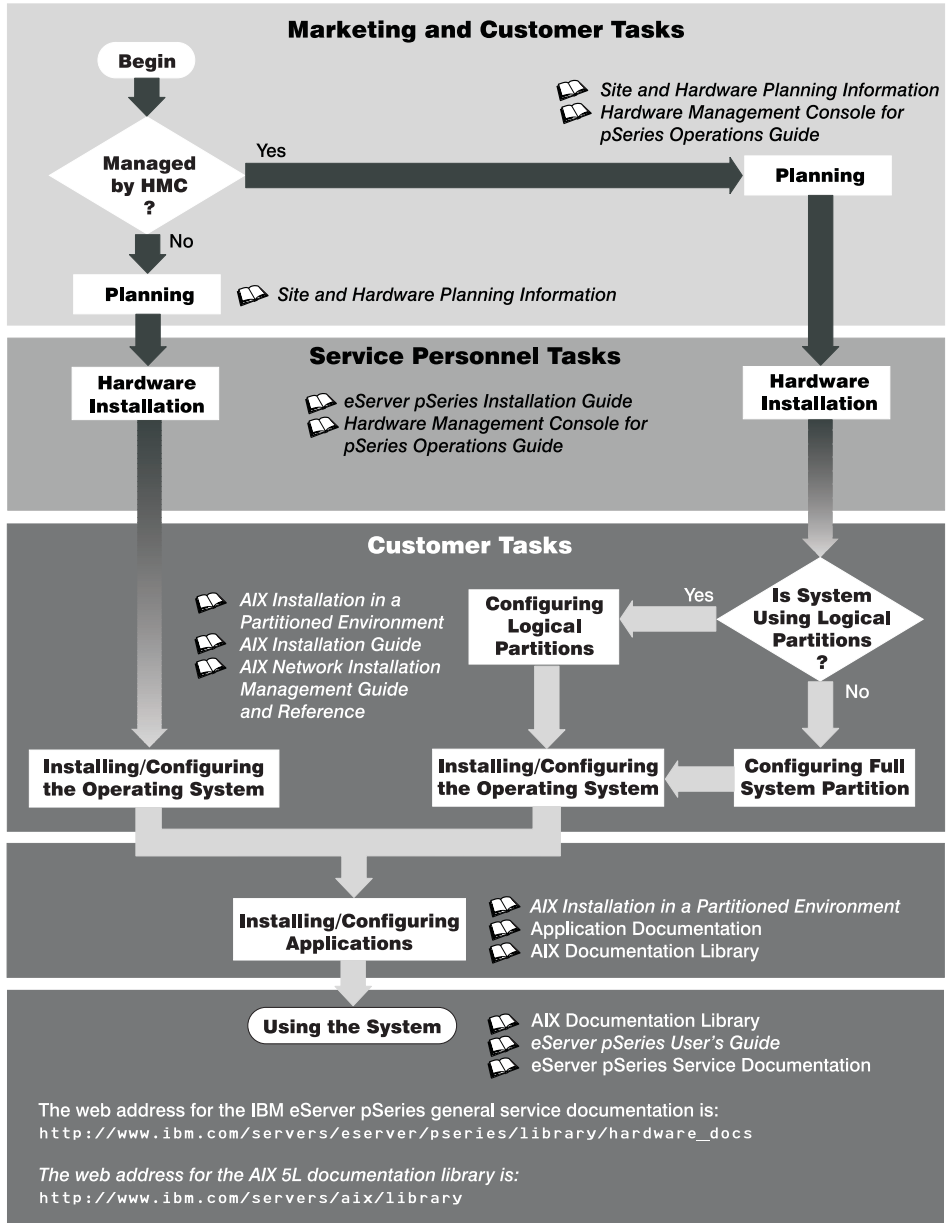 Marketing and Customer Tasks
Begin
Site and Hardware Planning Information
Hardware Management Console for
pSeries Operations Guide
Managed
by HMC
?
Yes
Planning
No
Planning
Site and Hardware Planning Information
Service Personnel Tasks
Hardware
Installation
eServer pSeries Installation Guide
Hardware Management Console for
pSeries Operations Guide
Hardware
Installation
Customer Tasks
AIX Installation in a
Partitioned Environment
AIX Installation Guide
AIX Network Installation
Management Guide
and Reference
Configuring
Logical
Partitions
Yes
Is System
Using Logical
Partitions
?
No
Installing/Configuring
the Operating System
Installing/Configuring
the Operating System
Configuring Full
System Partition
Installing/Configuring
Applications
AIX Installation in a Partitioned Environment
Application Documentation
AIX Documentation Library
Using the System
AIX Documentation Library
eServer pSeries User's Guide
eServer pSeries Service Documentation
The web address for the IBM eServer pSeries general service documentation is:
http://www.ibm.com/servers/eserver/pseries/library/hardware_docs
The web address for the AIX 5L documentation library is:
http://www.ibm.com/servers/aix/library